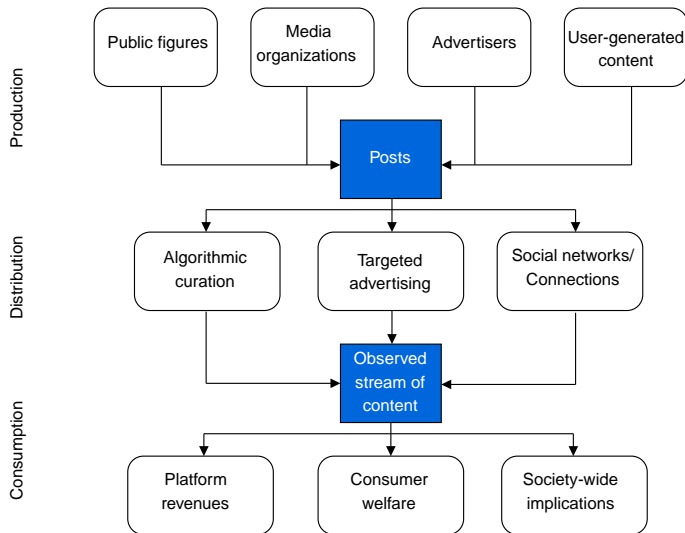 Production
Public figures
Media
organizations
Advertisers
User-generated
content
Posts
Distribution
Algorithmic
curation
Targeted
advertising
Social networks/
Connections
Observed
stream of
content
Consumption
Platform
revenues
Consumer
welfare
Society-wide
implications